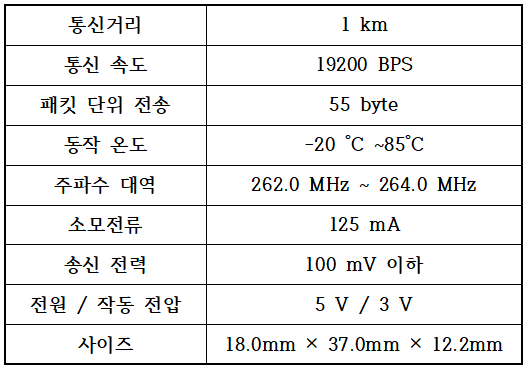 통신거리 1 km
통신 속도 19200 BPS
패킷 단위 전송 55 byte
동작 온도 -20 °C ~85°C
주파수 대역 262.0 MHz ~ 264.0 MHz
소모전류 125 mA
송신 전력 100 mV 이하
전원 / 작동 전압 5 V / 3 V
사이즈 18.0mm × 37.0mm × 12.2mm